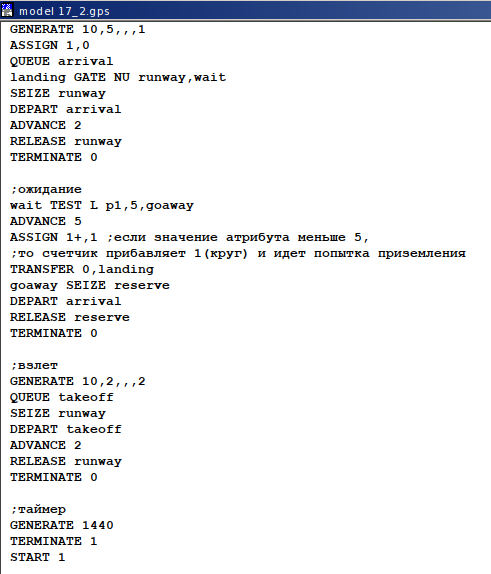 model 17_2.gps
GENERATE 10,5,,,1
ASSIGN 1,0
QUEUE arrival
landing GATE NU runway,wait
SEIZE runway
DEPART arrival
ADVANCE 2
RELEASE runway
TERMINATE 0
;ожидание
wait TEST L p1,5,goaway
ADVANCE 5
ASSIGN 1+,1 ;если значение атрибута меньше 5,
;то счетчик прибавляет 1(круг) и идет попытка приземления
TRANSFER 0,landing
goaway SEIZE reserve
DEPART arrival
RELEASE reserve
TERMINATE 0
;взлет
GENERATE 10,2,,,2
QUEUE takeoff
SEIZE runway
DEPART takeoff
ADVANCE 2
RELEASE runway
TERMINATE 0
;таймер
GENERATE 1440
TERMINATE 1
START 1